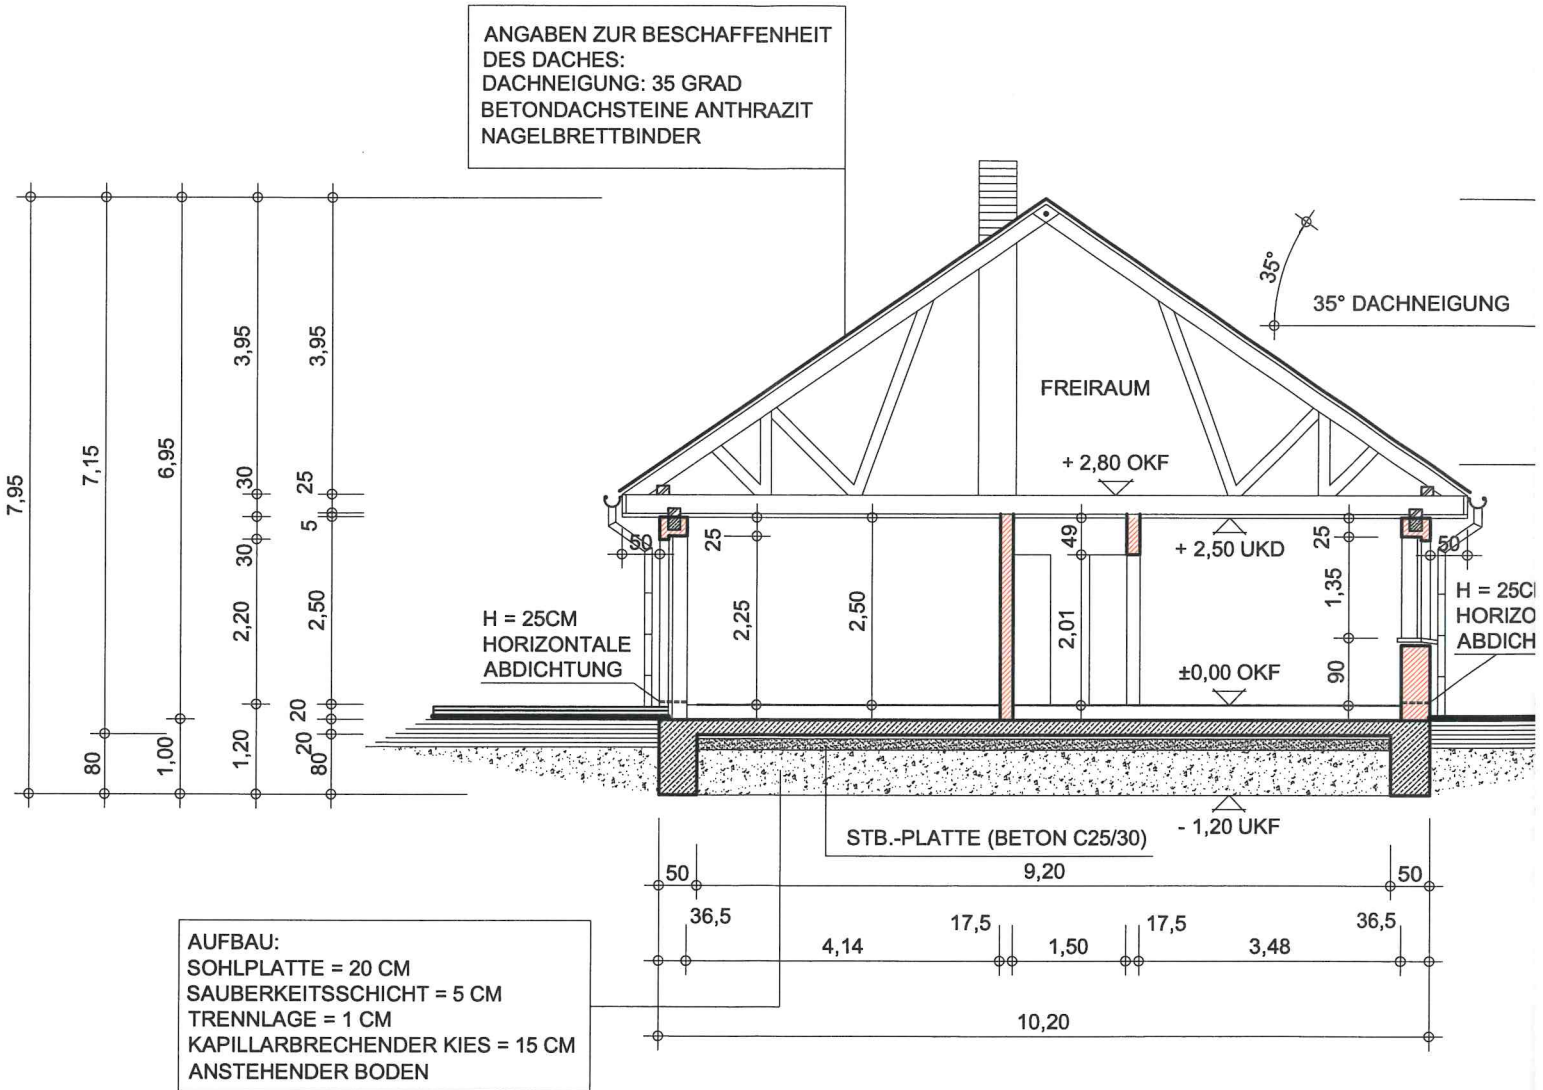 ANGABEN ZUR BESCHAFFENHEIT
DES DACHES:
DACHNEIGUNG: 35 GRAD
BETONDACHSTEINE ANTHRAZIT
NAGELBRETTBINDER
35°
35° DACHNEIGUNG
FREIRAUM
+ 2,80 OKF
7,95
7,15
80
6,95
1,00
3,95
30
30
2,20
1,20
3,95
25
5
2,50
20
20
80
50
25
2,25
2,50
49
2,01
+ 2,50 UKD
25
1,35
90
50
±0,00 OKF
H = 25CM
HORIZONTALE
ABDICHTUNG
H = 25C
HORIZO
ABDICH
- 1,20 UKF
STB.-PLATTE (BETON C25/30)
50
9,20
50
36,5
4,14
17,5
1,50
17,5
3,48
36,5
10,20
AUFBAU:
SOHLPLATTE = 20 CM
SAUBERKEITSSCHICHT = 5 CM
TRENNLAGE = 1 CM
KAPILLARBRECHENDER KIES = 15 CM
ANSTEHENDER BODEN